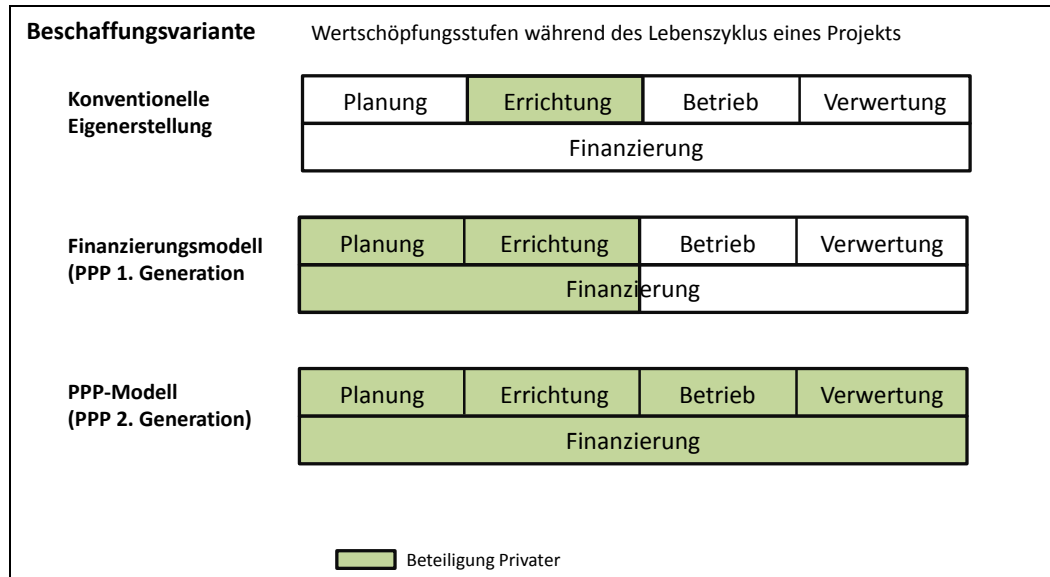 Beschaffungsvariante Wertschöpfungsstufen während des Lebenszyklus eines Projekts
Konventionelle
Eigenerstellung
Planung Errichtung Betrieb Verwertung
Finanzierung
Finanzierungsmodell
(PPP 1. Generation
Planung Errichtung Betrieb Verwertung
Finanzierung
PPP-Modell
(PPP 2. Generation)
Planung Errichtung Betrieb Verwertung
Finanzierung
Beteiligung Privater